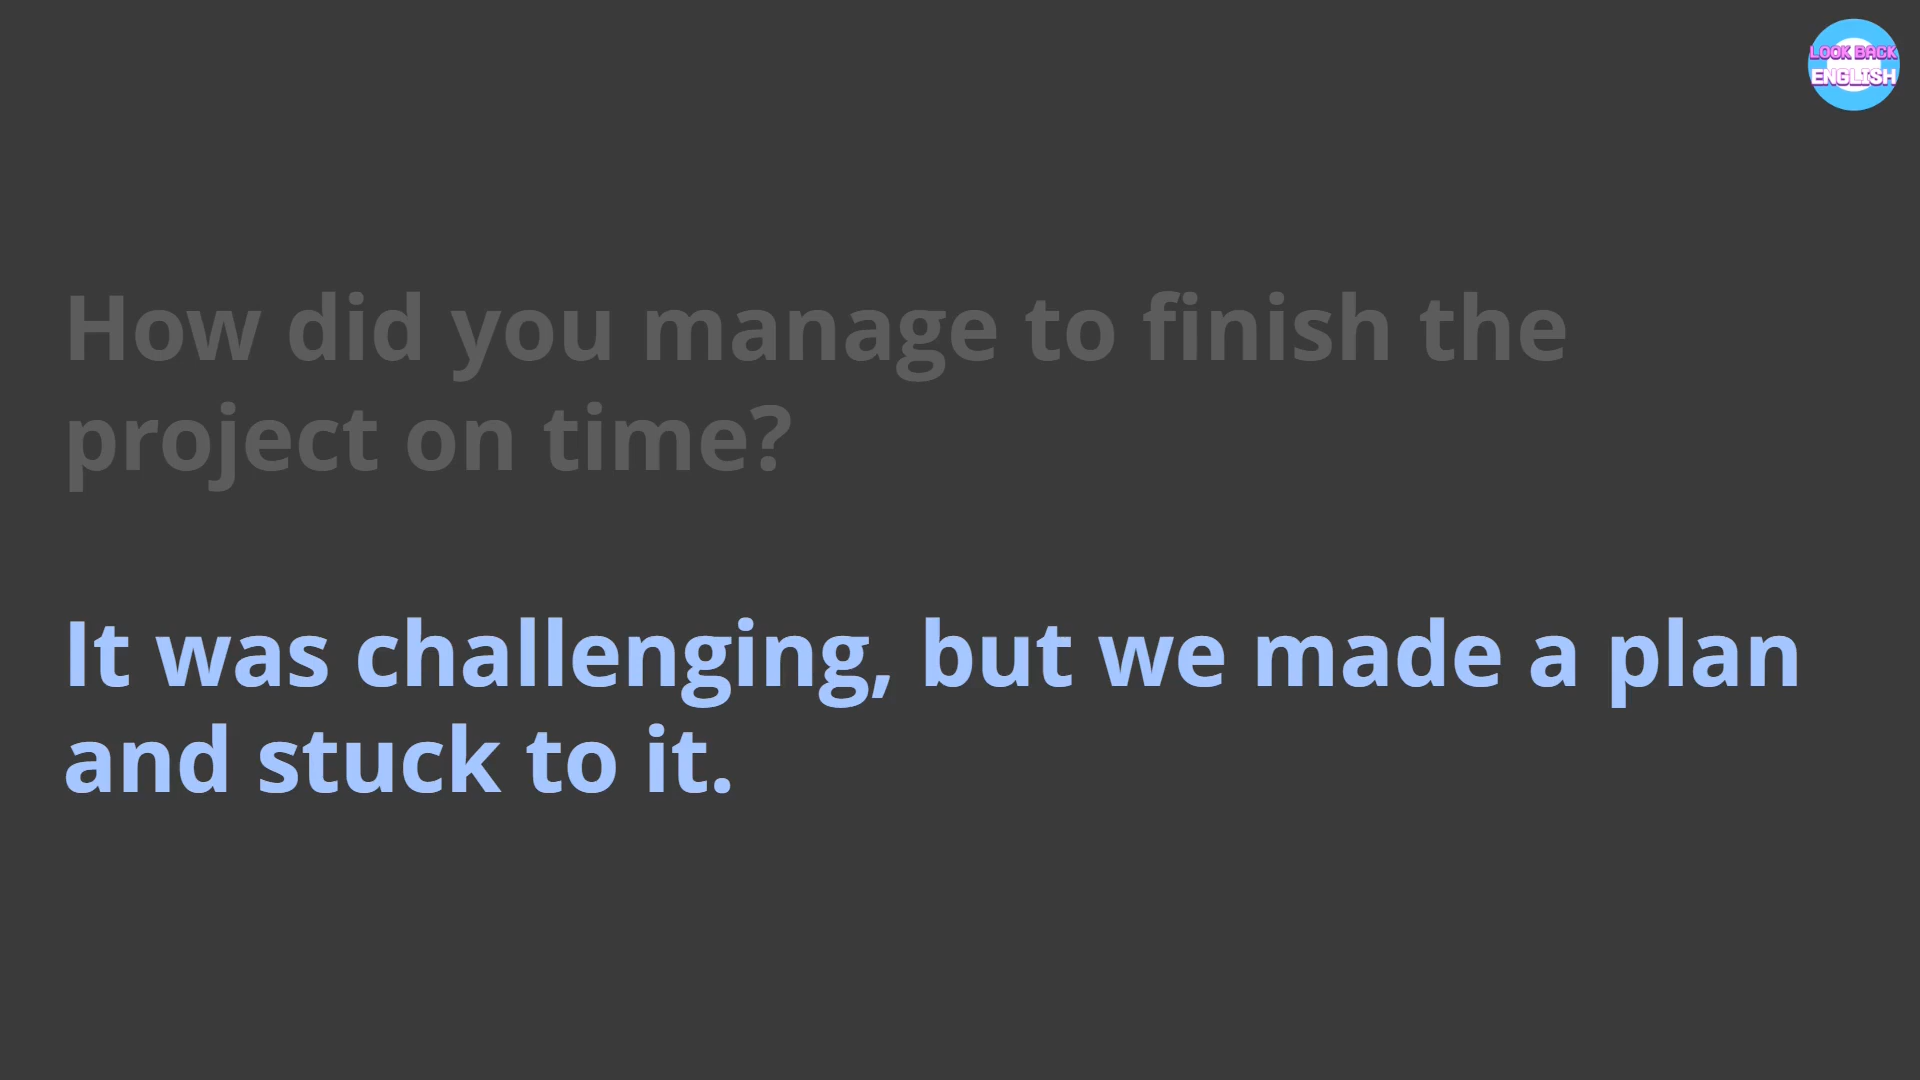 LOOK BACK
ENGLISH
How did you manage to finish the
project on time?
It was challenging, but we made a plan
and stuck to it.